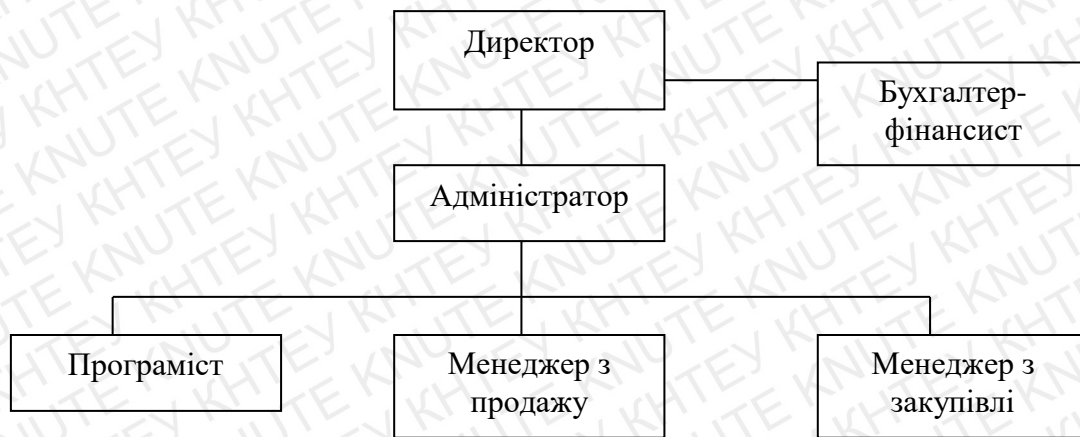 Директор
Бухгалтер-
фінансист
Адміністратор
Програміст
Менеджер з
продажу
Менеджер з
закупівлі